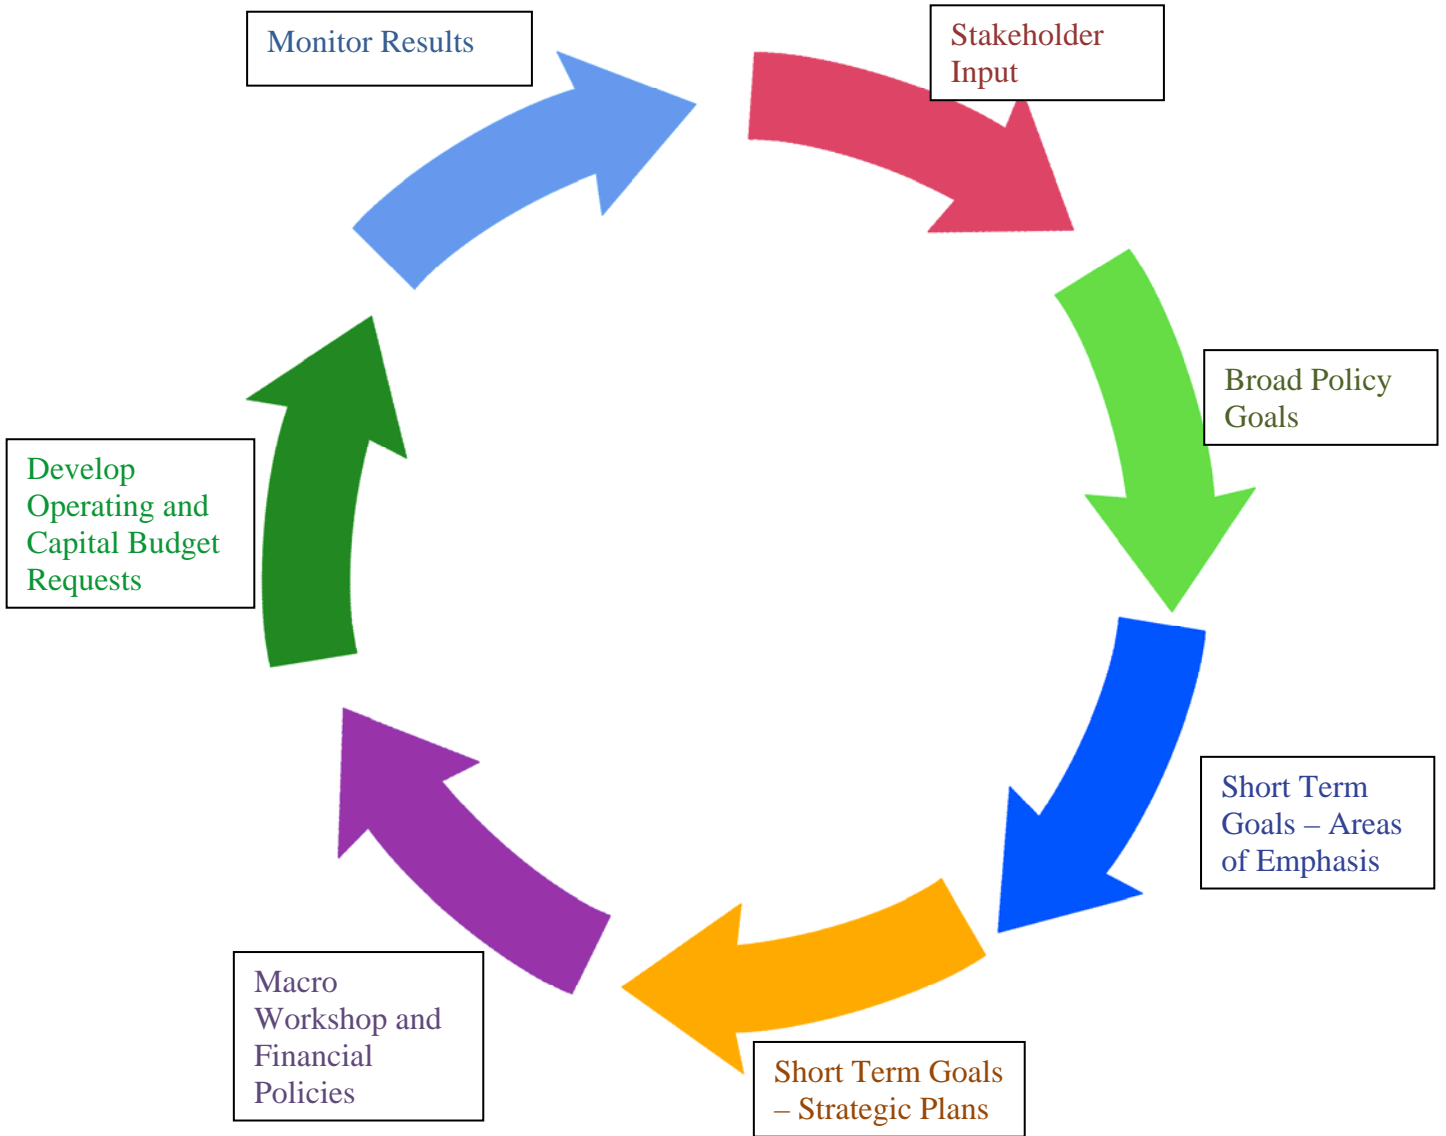 Monitor Results
Stakeholder
Input
Broad Policy
Goals
Short Term
Goals – Areas
of Emphasis
Short Term Goals
– Strategic Plans
Macro
Workshop and
Financial
Policies
Develop
Operating and
Capital Budget
Requests